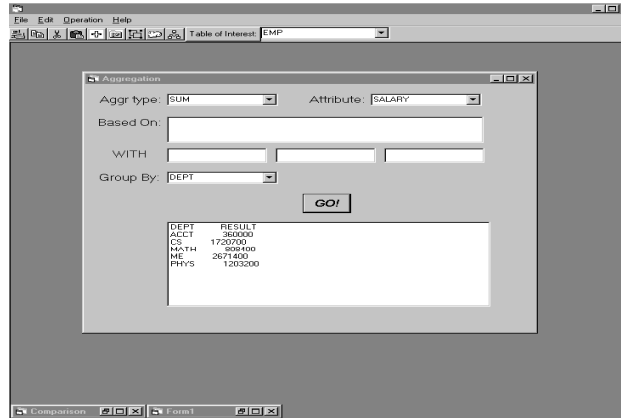 File Edit Operation Help
Table of Interest: EMP
Aggregation
Aggr type: SUM Attribute: SALARY
Based On:
WITH
Group By: DEPT
GO!
DEPT RESULT
ACCT 360000
CS 1720700
MATH 808400
ME 2671400
PHYS 1203200
Comparison Form1